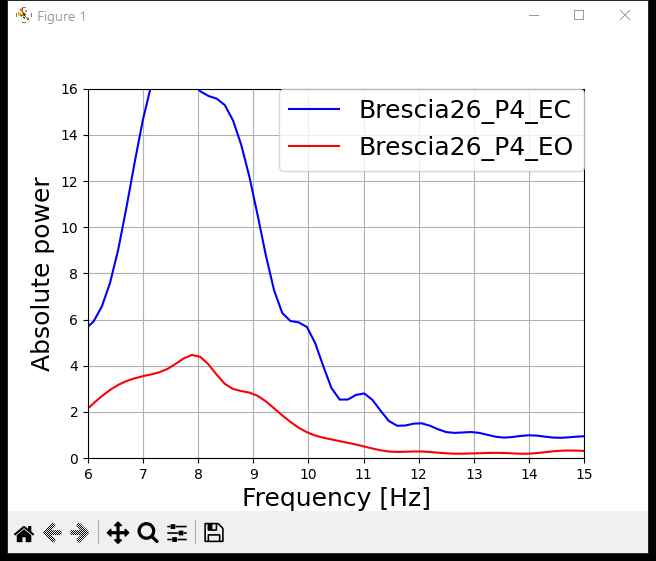 Figure 1
Brescia26_P4_EC
Brescia26_P4_EO
Absolute power
16
14
12
10
8
6
4
2
0
6 7 8 9 10 11 12 13 14 15
Frequency [Hz]